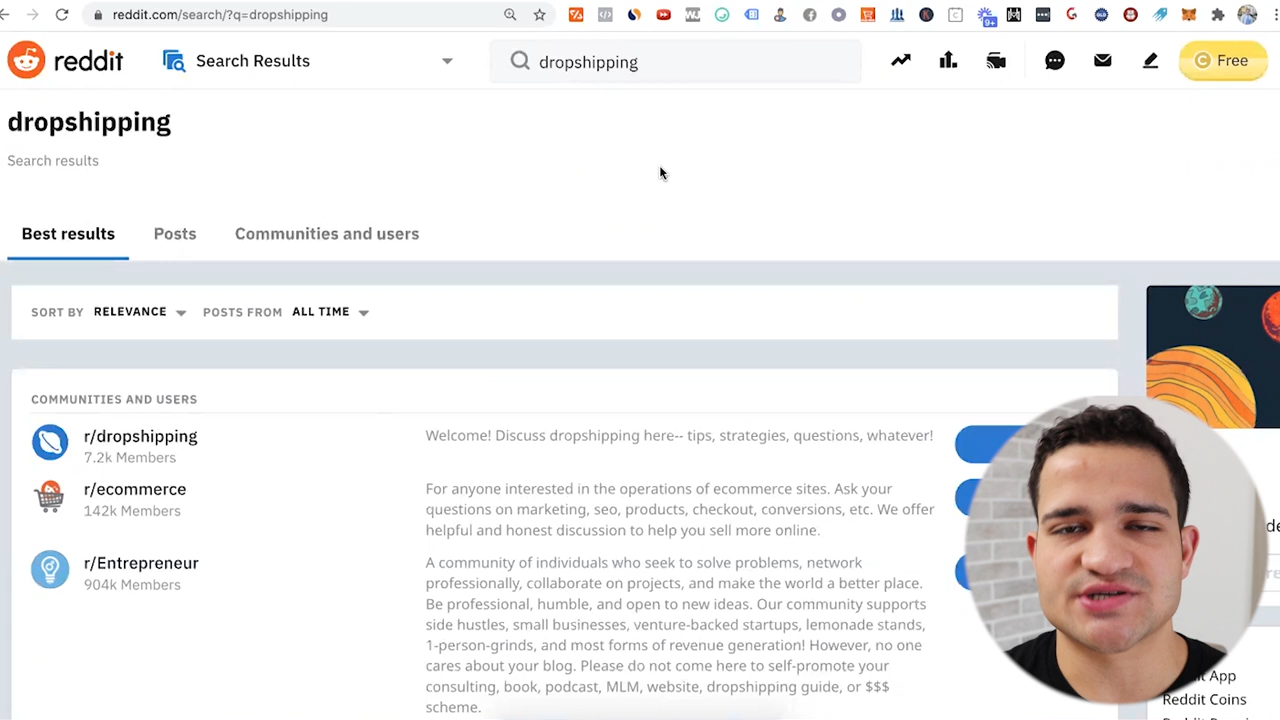 reddit.com/search/?q=dropshipping
9+
reddit
Search Results
dropshipping
Free
dropshipping
Search results
Best results
Posts
Communities and users
SORT BY RELEVANCE
POSTS FROM ALL TIME
COMMUNITIES AND USERS
r/dropshipping
7.2k Members
Welcome! Discuss dropshipping here-- tips, strategies, questions, whatever!
r/ecommerce
142k Members
For anyone interested in the operations of ecommerce sites. Ask your
questions on marketing, seo, products, checkout, conversions, etc. We offer
helpful and honest discussion to help you sell more online.
r/Entrepreneur
904k Members
A community of individuals who seek to solve problems, network
professionally, collaborate on projects, and make the world a better place.
Be professional, humble, and open to new ideas. Our community supports
side hustles, small businesses, venture-backed startups, lemonade stands,
1-person-grinds, and most forms of revenue generation! However, no one
cares about your blog. Please do not come here to self-promote your
consulting, book, podcast, MLM, website, dropshipping guide, or $$$
scheme.
App
Reddit Coins